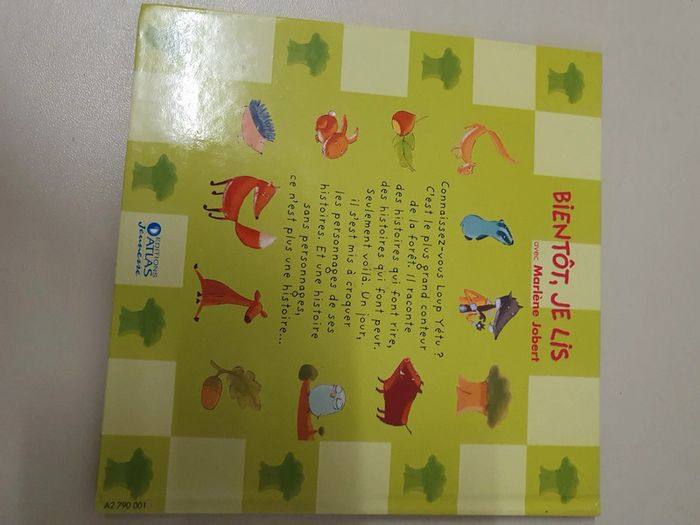 BIENTÔT, JE LIS
avec Marlène Jobert
Connaissez-vous Loup Yétu ?
C'est le plus grand conteur
de la forêt. Il raconte
des histoires qui font rire,
des histoires qui font peur.
Seulement voilà. Un jour,
il s'est mis à croquer
les personnages de ses
histoires. Et une histoire
sans personnages,
ce n'est plus une histoire...
EDITIONS
ATLAS
Jeunesse
A2 790 001